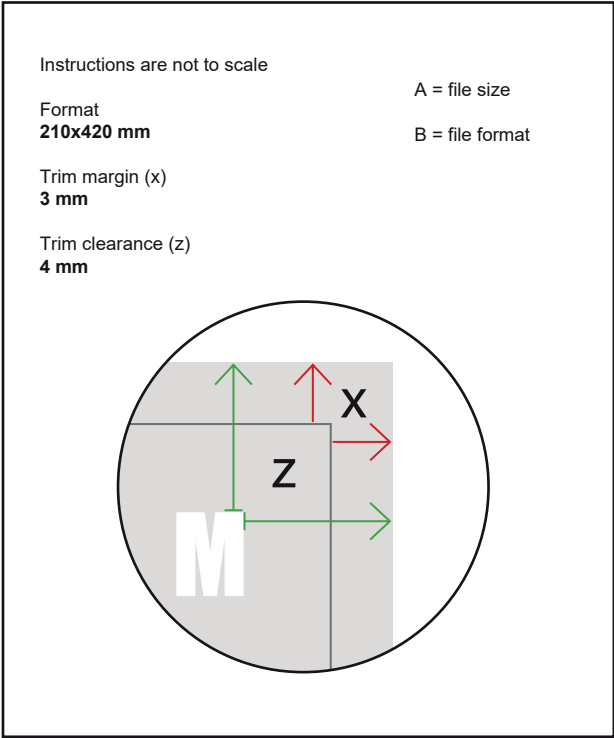 Instructions are not to scale
Format
210x420 mm
Trim margin (x)
3 mm
Trim clearance (z)
4 mm
A = file size
B = file format
X
Z
M